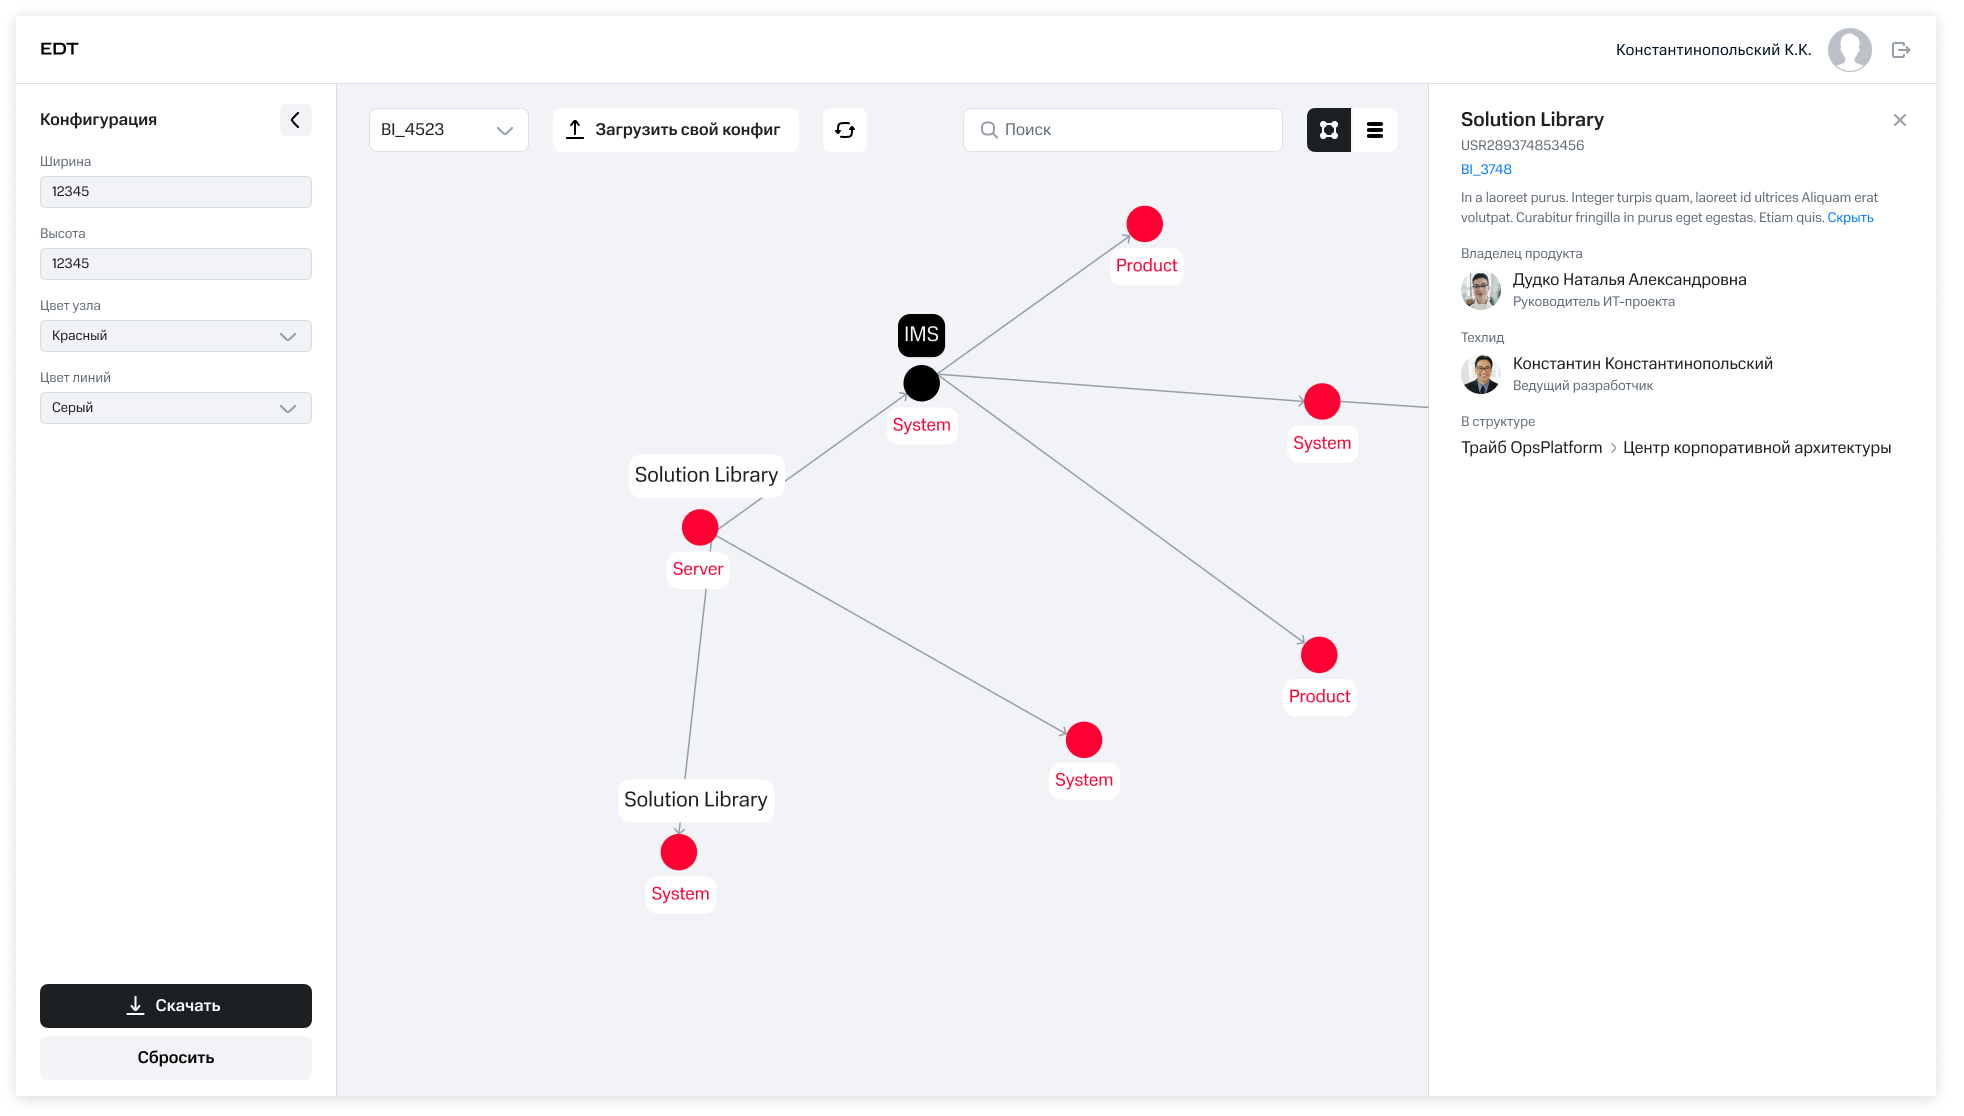 EDT
Константинопольский К.К.
Конфигурация
Ширина
12345
Высота
12345
Цвет узла
Красный
Цвет линий
Серый
Скачать
Сбросить
BI_4523
Загрузить свой конфиг
Поиск
Product
IMS
System
System
Solution Library
Server
Product
System
Solution Library
System
Solution Library
USR289374853456
BI_3748
In a laoreet purus. Integer turpis quam, laoreet id ultrices Aliquam erat
volutpat. Curabitur fringilla in purus eget egestas. Etiam quis. Скрыть
Владелец продукта
Дудко Наталья Александровна
Руководитель ИТ-проекта
Техлид
Константин Константинопольский
Ведущий разработчик
В структуре
Трайб OpsPlatform > Центр корпоративной архитектуры